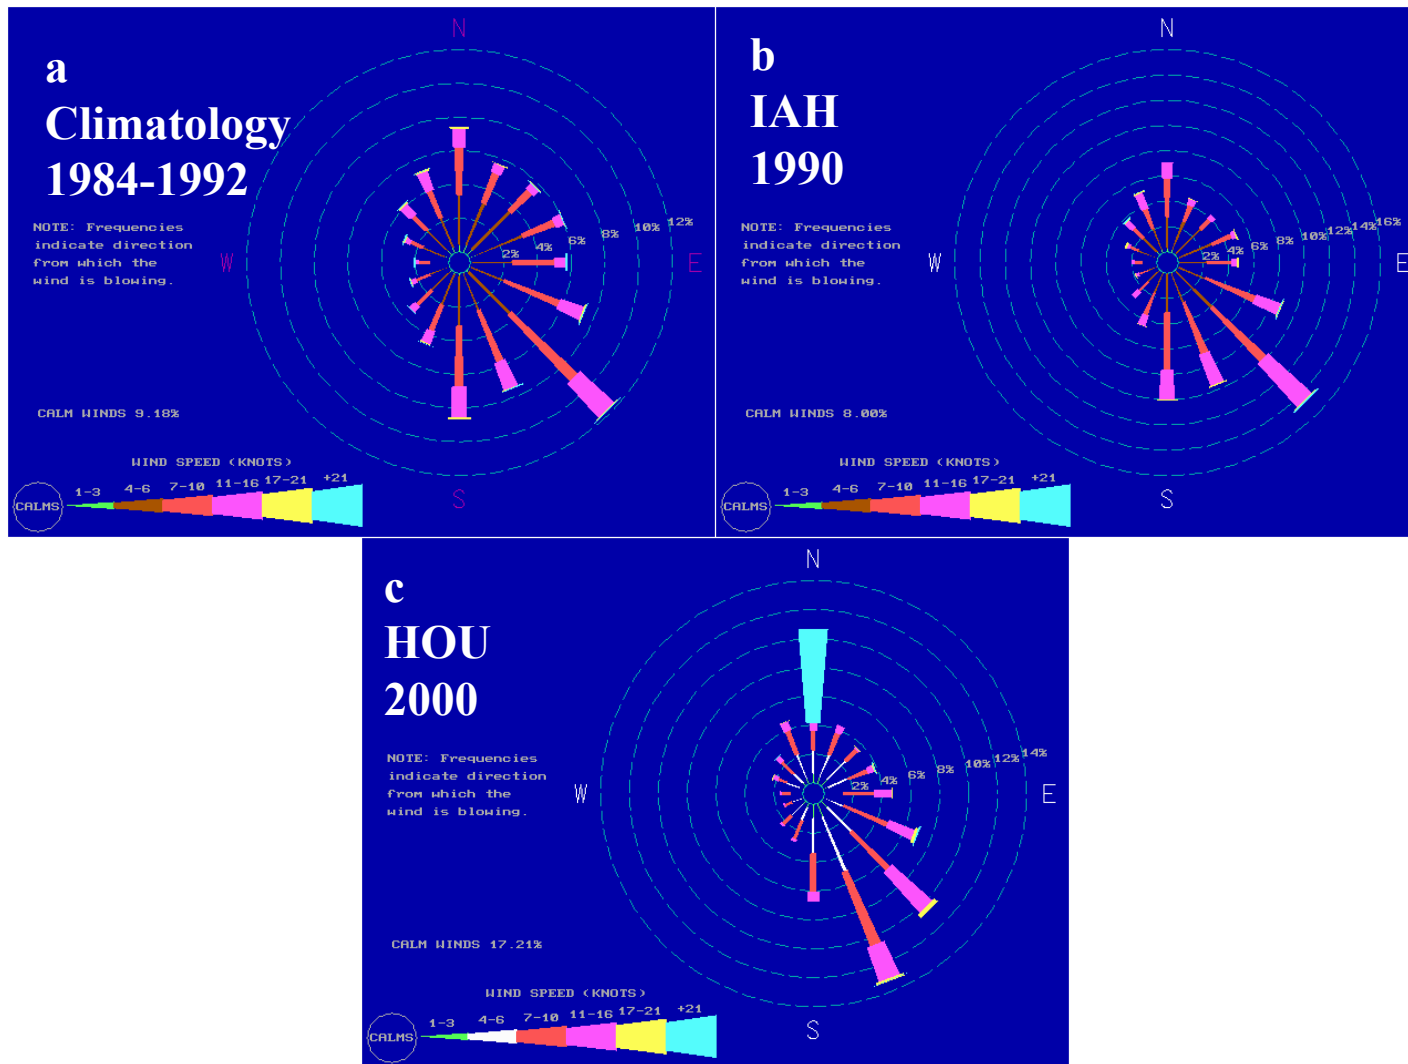 a
Climatology
1984-1992
N
NOTE: Frequencies
indicate direction
from which the
wind is blowing.
W
2%
4%
6%
8%
10%
12%
E
CALM WINDS 9.18%
WIND SPEED (KNOTS)
CALMS
1-3
4-6
7-10
11-16
17-21
+21
S
b
IAH
1990
N
NOTE: Frequencies
indicate direction
from which the
wind is blowing.
W
2%
4%
6%
8%
10%
12%
14%
16%
E
CALM WINDS 8.00%
WIND SPEED (KNOTS)
CALMS
1-3
4-6
7-10
11-16
17-21
+21
S
c
HOU
2000
N
NOTE: Frequencies
indicate direction
from which the
wind is blowing.
W
2%
4%
6%
8%
10%
12%
14%
E
CALM WINDS 17.21%
WIND SPEED (KNOTS)
CALMS
1-3
4-6
7-10
11-16
17-21
+21
S